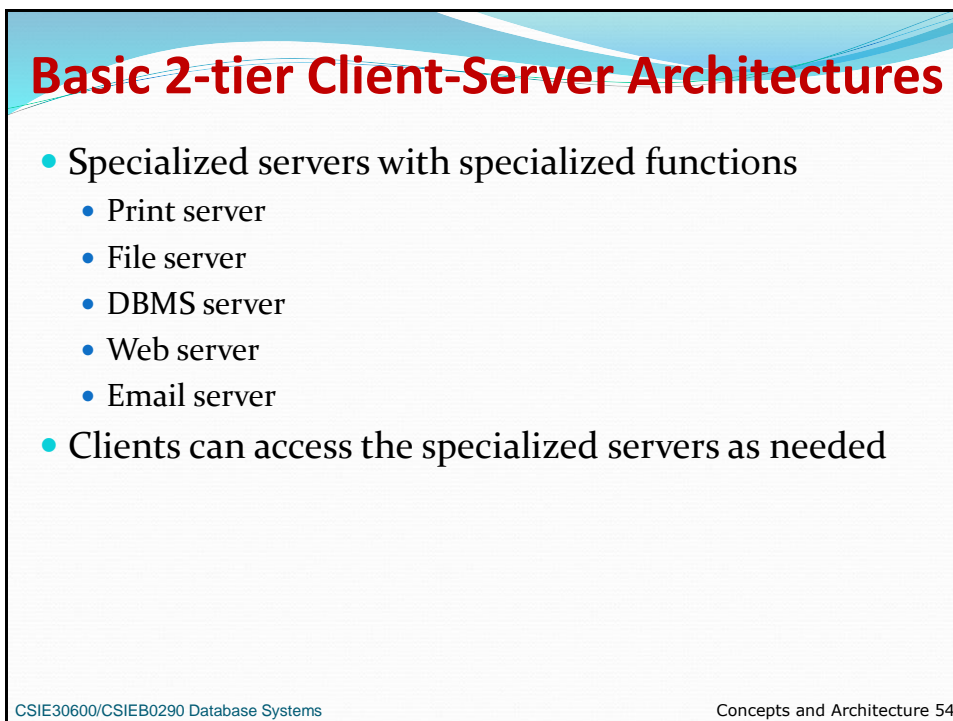 Basic 2-tier Client-Server Architectures
Specialized servers with specialized functions
Print server
File server
DBMS server
Web server
Email server
Clients can access the specialized servers as needed
CSIE30600/CSIEB0290 Database Systems
Concepts and Architecture 54